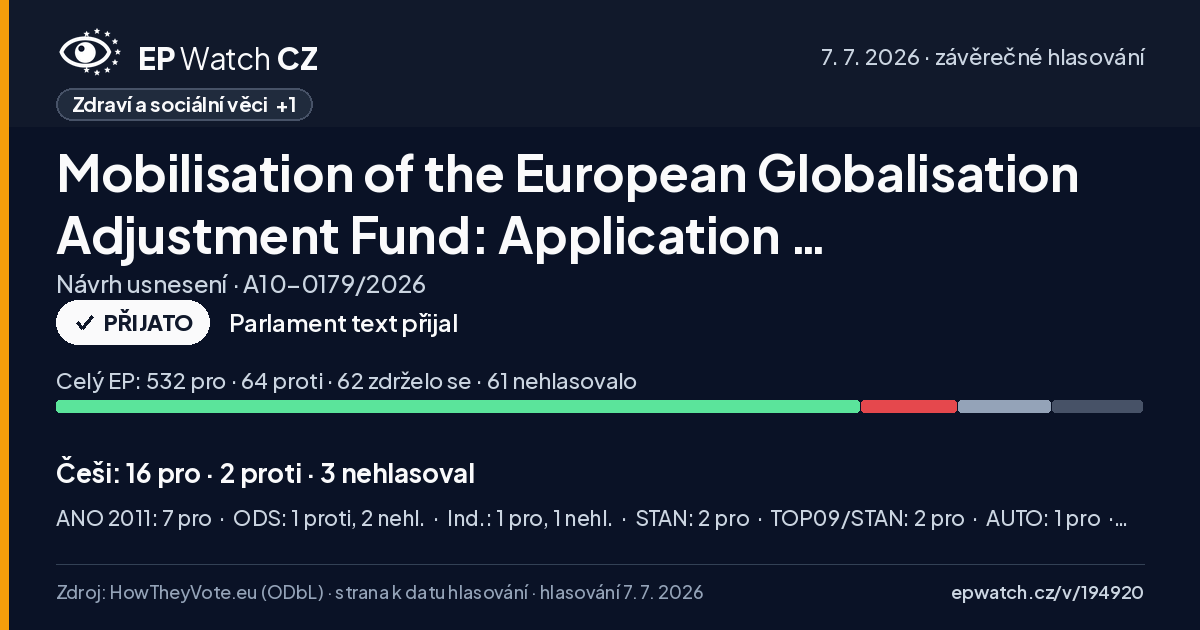 EP Watch CZ
7. 7. 2026 · závěrečné hlasování
Zdraví a sociální věci +1
Mobilisation of the European Globalisation
Adjustment Fund: Application …
Návrh usnesení · A10-0179/2026
✓ PŘIJATO Parlament text přijal
Celý EP: 532 pro · 64 proti · 62 zdrželo se · 61 nehlasovalo
Češi: 16 pro · 2 proti · 3 nehlasoval
ANO 2011: 7 pro · ODS: 1 proti, 2 nehl. · Ind.: 1 pro, 1 nehl. · STAN: 2 pro · TOP09/STAN: 2 pro · AUTO: 1 pro ·…
Zdroj: HowTheyVote.eu (ODbL) · strana k datu hlasování · hlasování 7. 7. 2026
epwatch.cz/v/194920